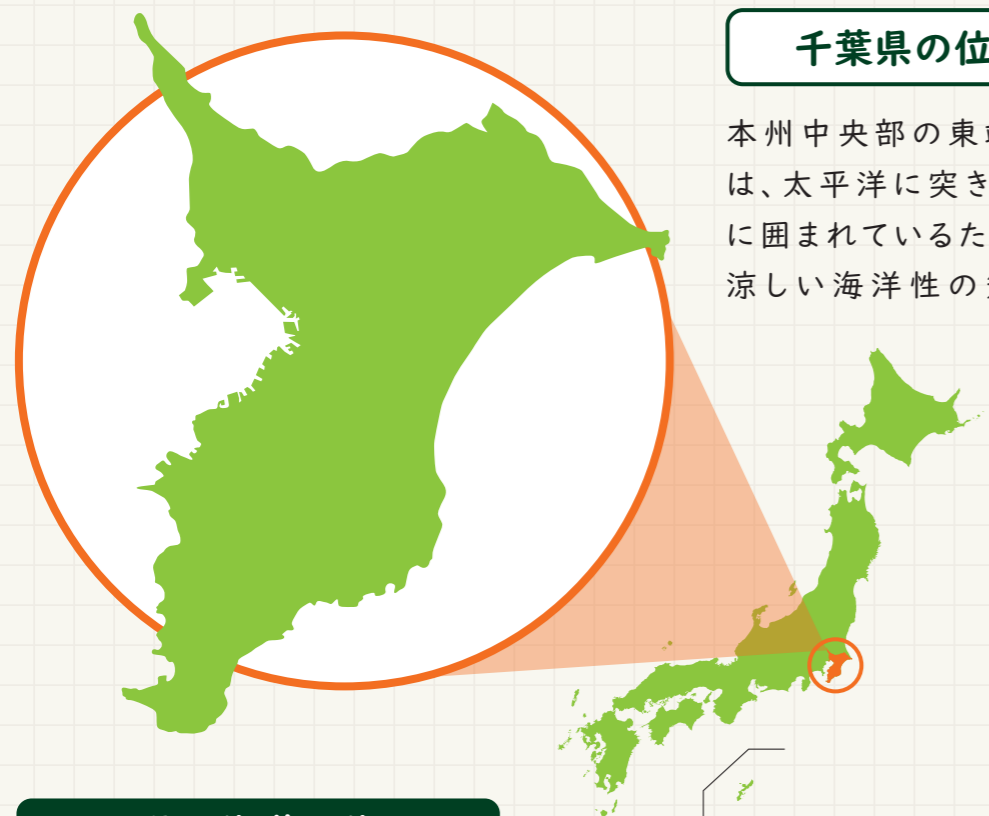 千葉県の位
本州中央部の東
は、太平洋に突き
に囲まれているた
涼しい海洋性の